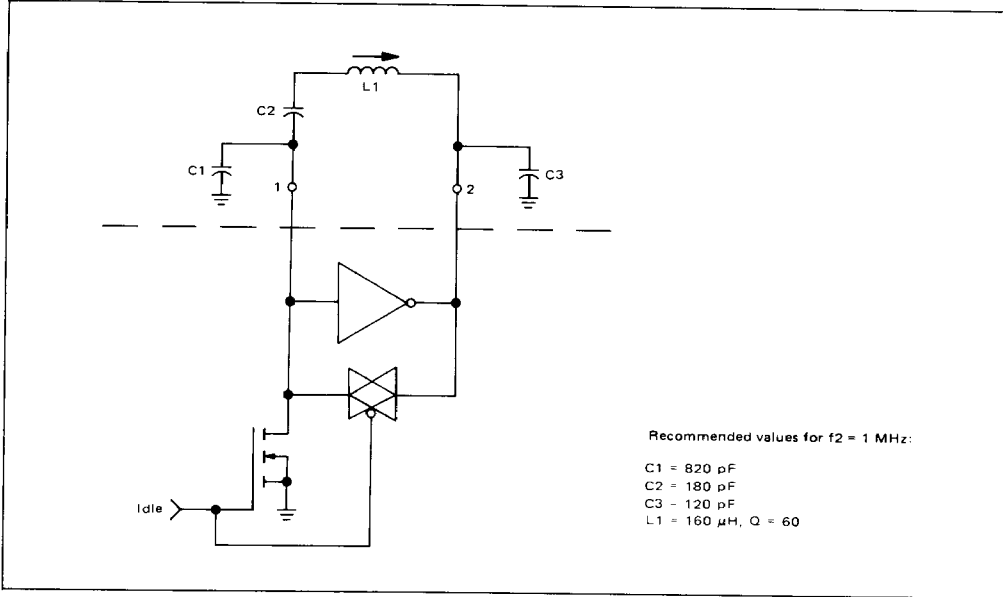 L1
C2
C1
C3
1
2
Idle
Recommended values for f2 = 1 MHz:
C1 = 820 pF
C2 = 180 pF
C3 - 120 pF
L1 = 160 µH, Q = 60